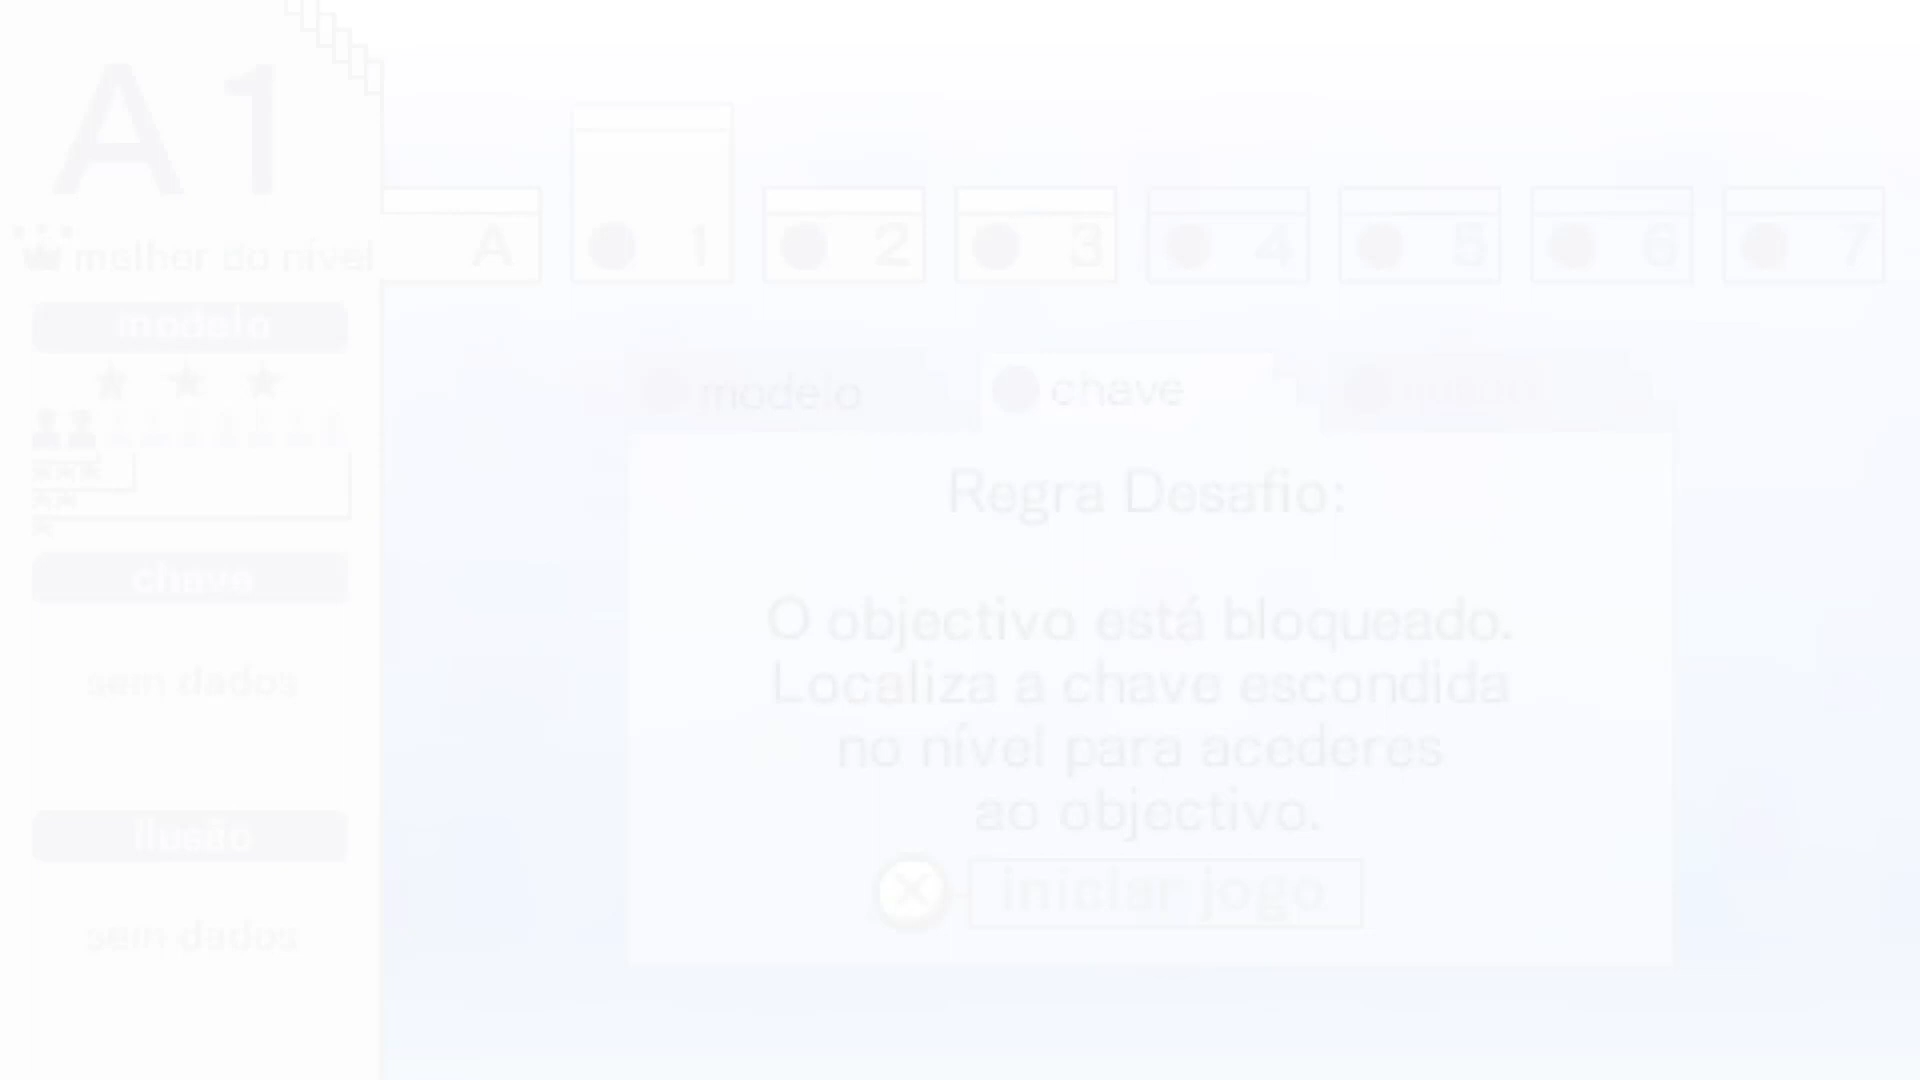 A1
melhor do nível
modelo
chave
sem dados
ilusão
sem dados
A 1 2 3 4 5 6 7
modelo chave
Regra Desafio:
O objectivo está bloqueado.
Localiza a chave escondida
no nível para acederes
ao objectivo.
iniciar jogo